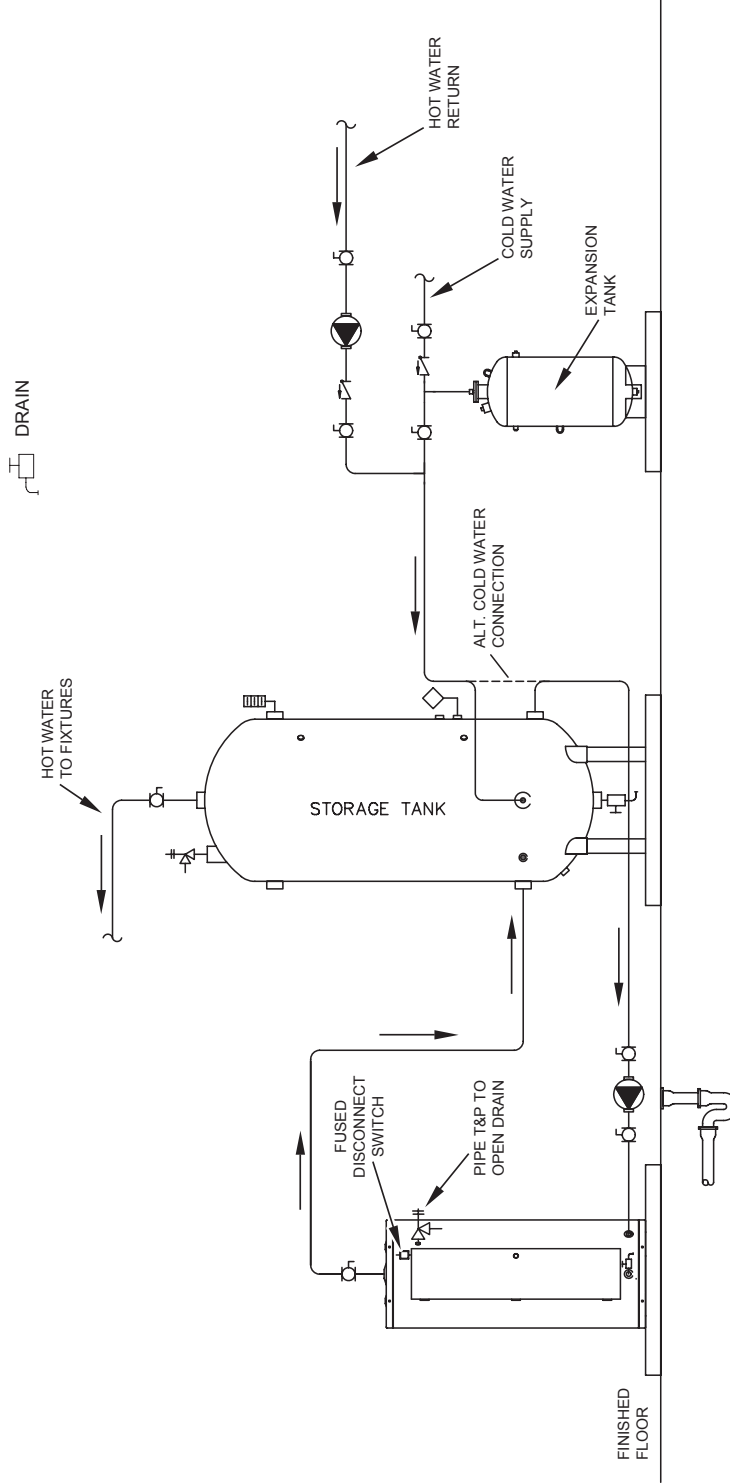 DRAIN
HOT WATER
RETURN
COLD WATER
SUPPLY
EXPANSION
TANK
ALT. COLD WATER
CONNECTION
HOT WATER
TO FIXTURES
STORAGE TANK
FUSED
DISCONNECT
SWITCH
PIPE T&P TO
OPEN DRAIN
FINISHED
FLOOR